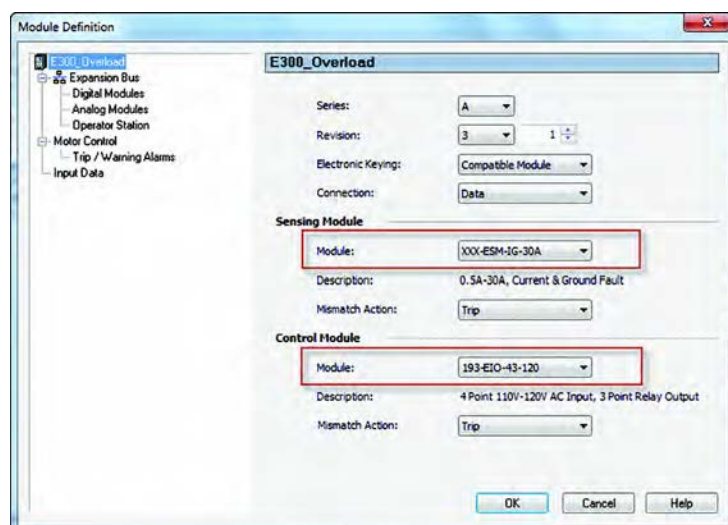 Module Definition
E300_Overload
Expansion Bus
Digital Modules
Analog Modules
Operator Station
Motor Control
Trip / Warning Alarms
Input Data
E300_Overload
Series: A
Revision: 3 1
Electronic Keying: Compatible Module
Connection: Data
Sensing Module
Module: XXX-ESM-IG-30A
Description: 0.5A-30A, Current & Ground Fault
Mismatch Action: Trip
Control Module
Module: 193-EIO-43-120
Description: 4 Point 110V-120V AC Input, 3 Point Relay Output
Mismatch Action: Trip
OK Cancel Help